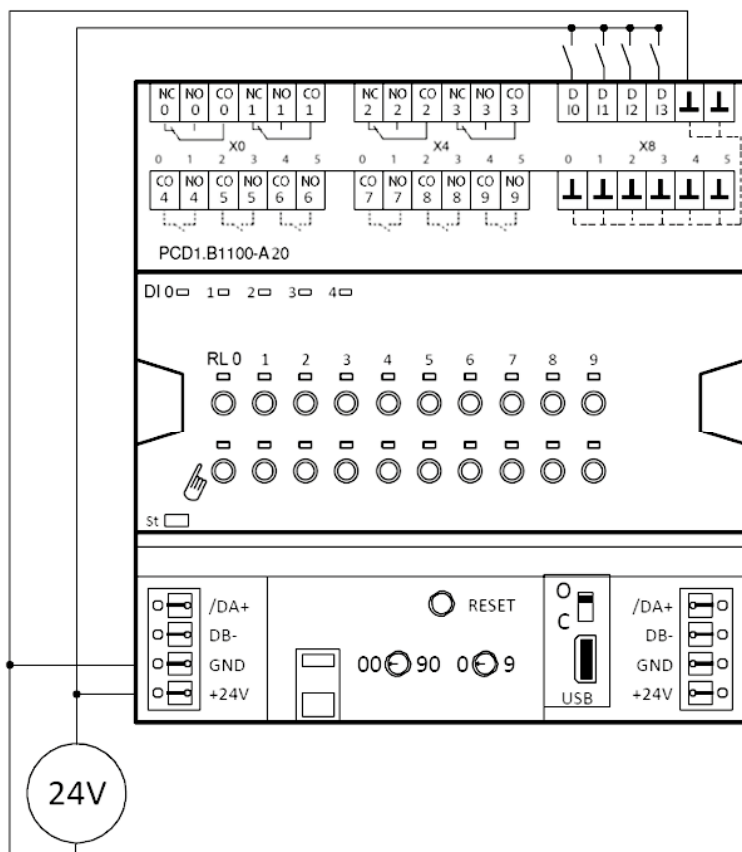 NC NO CO NC NO CO NC NO CO NC NO CO D D D D
0 0 0 1 1 1 2 2 2 3 3 3 I0 I1 I2 I3
X0 X4 X8
0 1 2 3 4 5 0 1 2 3 4 5 0 1 2 3 4 5
CO NO CO NO CO NO CO NO CO NO CO NO
4 4 5 5 6 6 7 7 8 8 9 9
PCD1.B1100-A20
DI 0 1 2 3 4
RL 0 1 2 3 4 5 6 7 8 9
St
/DA+ RESET O /DA+
DB- C DB-
GND 00 90 0 9 GND
+24V USB +24V
24V